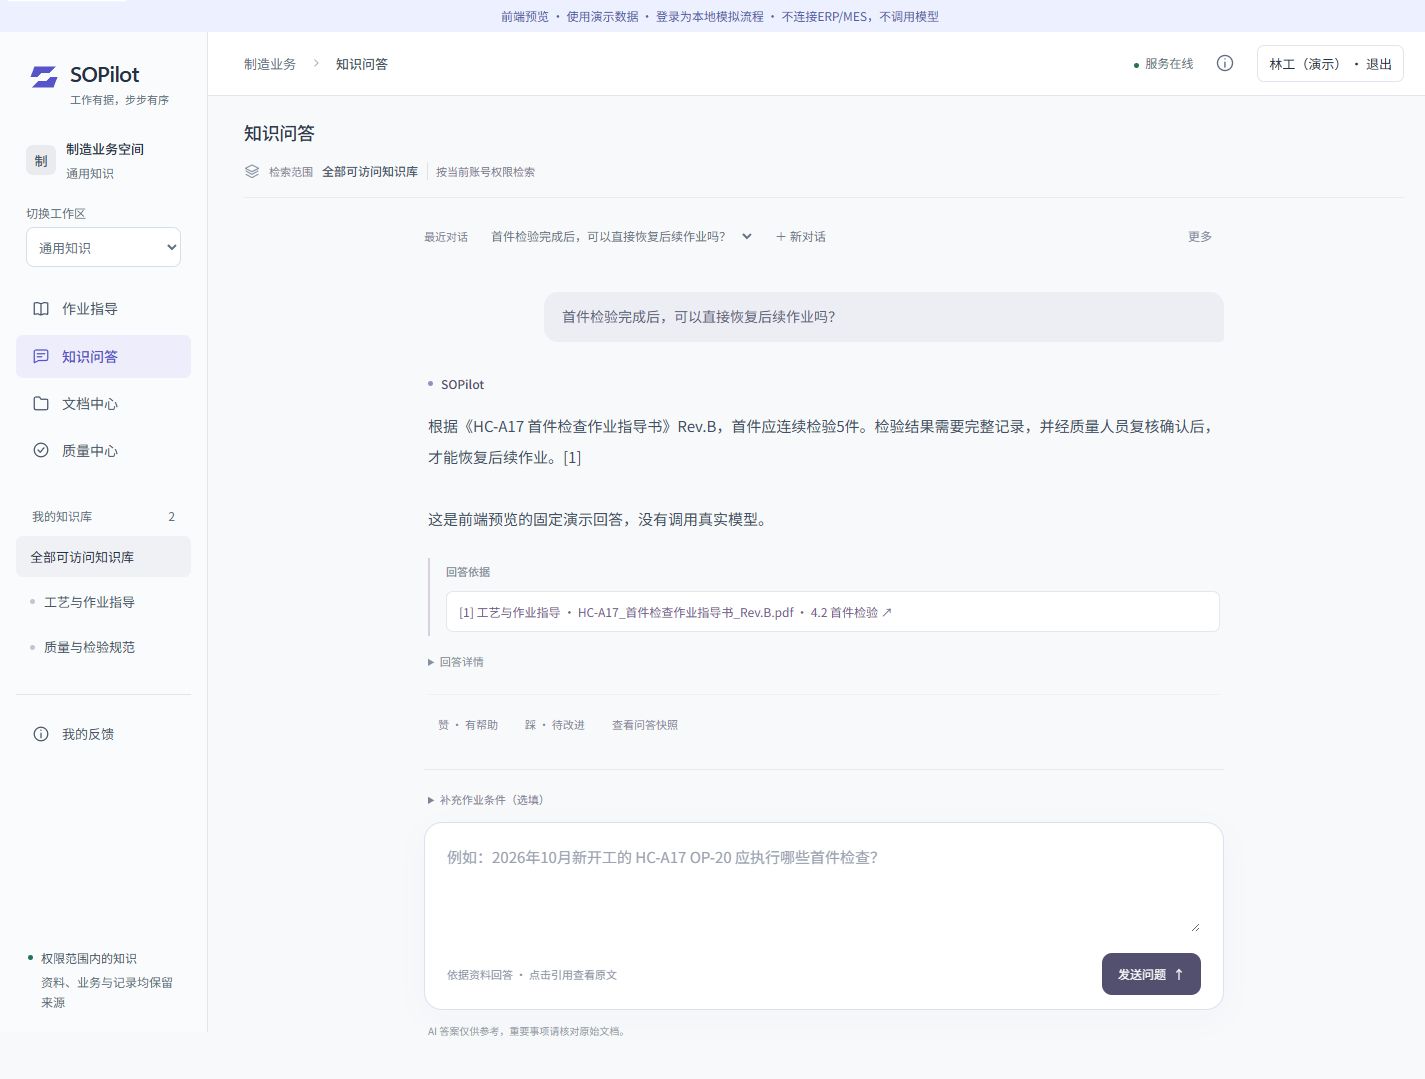 前端预览 • 使用演示数据 • 登录为本地模拟流程 • 不连接ERP/MES，不调用模型
SOPilot
工作有据，步步有序
制
制造业务空间
通用知识
切换工作区
通用知识
作业指导
知识问答
文档中心
质量中心
我的知识库 2
全部可访问知识库
工艺与作业指导
质量与检验规范
我的反馈
权限范围内的知识
资料、业务与记录均保留
来源
制造业务 > 知识问答
服务在线
林工（演示） • 退出
知识问答
检索范围 全部可访问知识库 按当前账号权限检索
最近对话 首件检验完成后，可以直接恢复后续作业吗？ + 新对话 更多
首件检验完成后，可以直接恢复后续作业吗？
SOPilot
根据《HC-A17 首件检查作业指导书》Rev.B，首件应连续检验5件。检验结果需要完整记录，并经质量人员复核确认后，
才能恢复后续作业。[1]
这是前端预览的固定演示回答，没有调用真实模型。
回答依据
[1] 工艺与作业指导 • HC-A17_首件检查作业指导书_Rev.B.pdf • 4.2 首件检验 ↗
▶ 回答详情
赞 • 有帮助 踩 • 待改进 查看问答快照
▶ 补充作业条件（选填）
例如：2026年10月新开工的 HC-A17 OP-20 应执行哪些首件检查？
依据资料回答 • 点击引用查看原文
发送问题 ↑
AI 答案仅供参考，重要事项请核对原始文档。